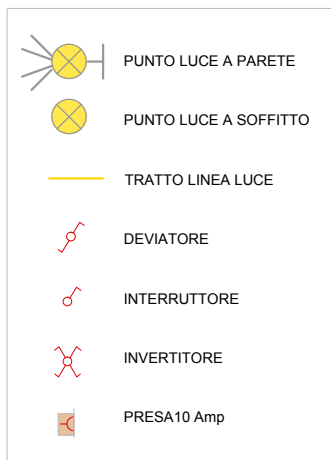 PUNTO LUCE A PARETE
PUNTO LUCE A SOFFITTO
TRATTO LINEA LUCE
DEVIATORE
INTERRUTTORE
INVERTITORE
PRESA10 Amp